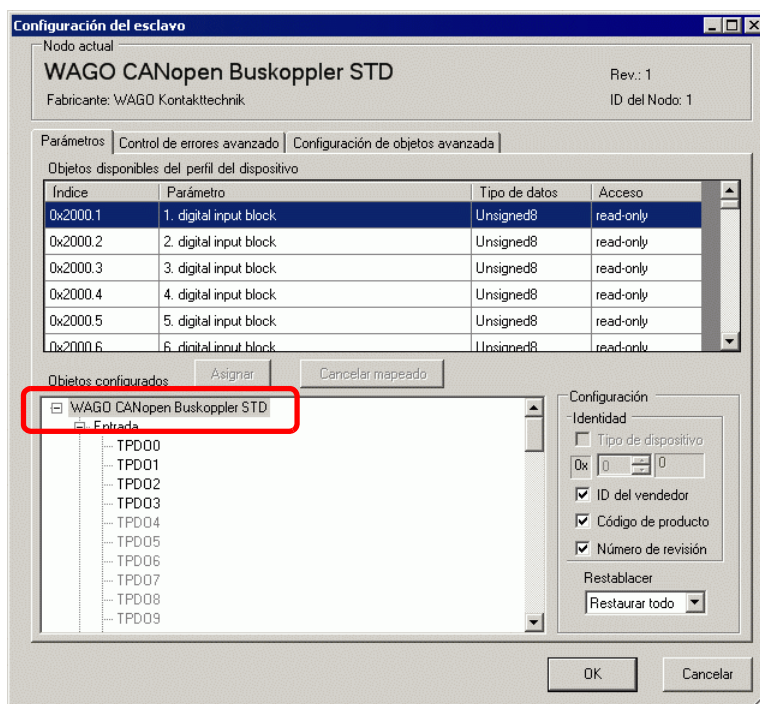 Configuración del esclavo
Nodo actual
WAGO CANopen Buskoppler STD
Rev.: 1
Fabricante: WAGO Kontakttechnik
ID del Nodo: 1
Parámetros
Control de errores avanzado
Configuración de objetos avanzada
Objetos disponibles del perfil del dispositivo
Índice Parámetro Tipo de datos Acceso
0x2000.1 1. digital input block Unsigned8 read-only
0x2000.2 2. digital input block Unsigned8 read-only
0x2000.3 3. digital input block Unsigned8 read-only
0x2000.4 4. digital input block Unsigned8 read-only
0x2000.5 5. digital input block Unsigned8 read-only
0x2000.6 6. digital input block Unsigned8 read-only
Objetos configurados
Asignar
Cancelar mapeado
WAGO CANopen Buskoppler STD
Entrada
TPDO0
TPDO1
TPDO2
TPDO3
TPDO4
TPDO5
TPDO6
TPDO7
TPDO8
TPDO9
Configuración
Identidad
Tipo de dispositivo
0x 0 0
ID del vendedor
Código de producto
Número de revisión
Restablacer
Restaurar todo
OK
Cancelar